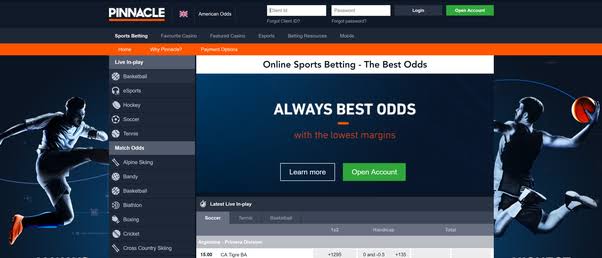 PINNACLE
American Odds
Client Id
Password
Login
Open Account
Forgot Client ID?
Forgot password?
Sports Betting
Favourite Casino
Featured Casino
Esports
Betting Resources
Mobile
Home
Why Pinnacle?
Payment Options
Live In-play
Basketball
eSports
Hockey
Soccer
Tennis
Match Odds
Alpine Skiing
Bandy
Basketball
Biathlon
Boxing
Cricket
Cross Country Skiing
Online Sports Betting - The Best Odds
ALWAYS BEST ODDS
with the lowest margins
Learn more
Open Account
Latest Live In-play
Soccer
Tennis
Basketball
1x2
Handicap
Total
Argentina - Primera Division
15:00 CA Tigre BA +1295 0 and -0.5 +135